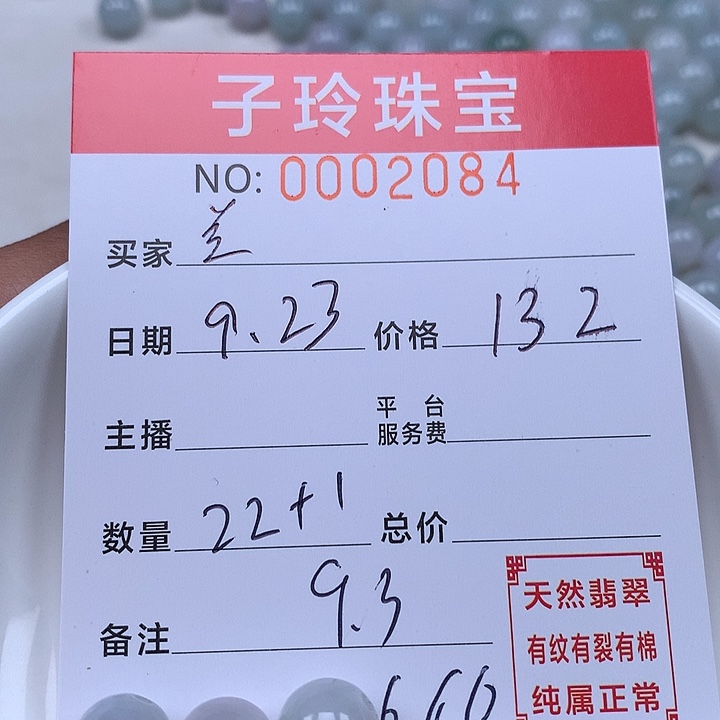 子玲珠宝
NO: 0002084
买家 兰
日期 9.23 价格 132
主播 平台服务费
数量 22+1 总价
备注 9.3
天然翡翠
有纹有裂有棉
纯属正常